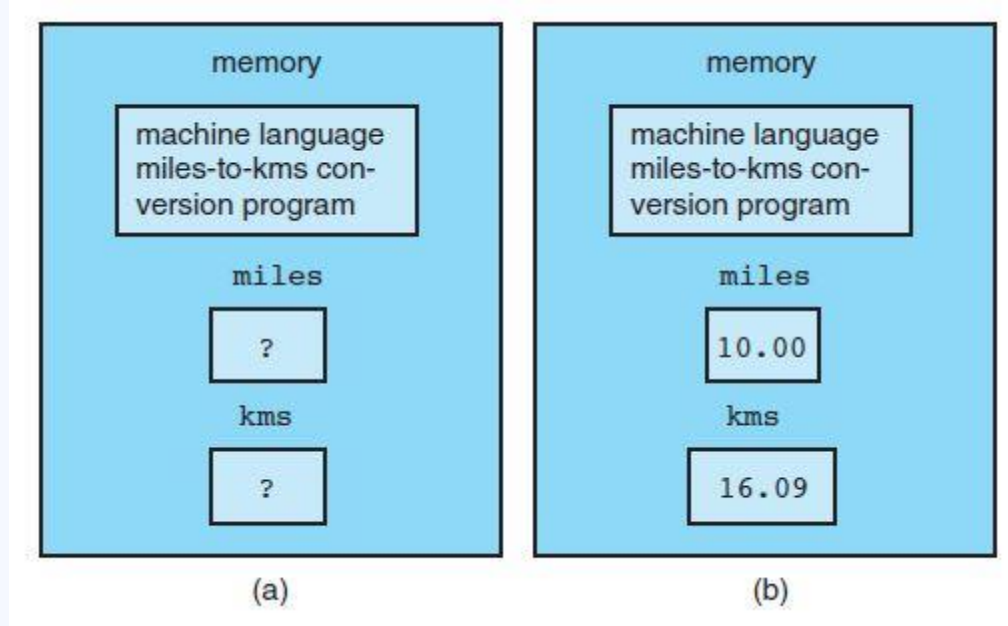 memory
machine language
miles-to-kms con-
version program
miles
?
kms
?
(a)
memory
machine language
miles-to-kms con-
version program
miles
10.00
kms
16.09
(b)